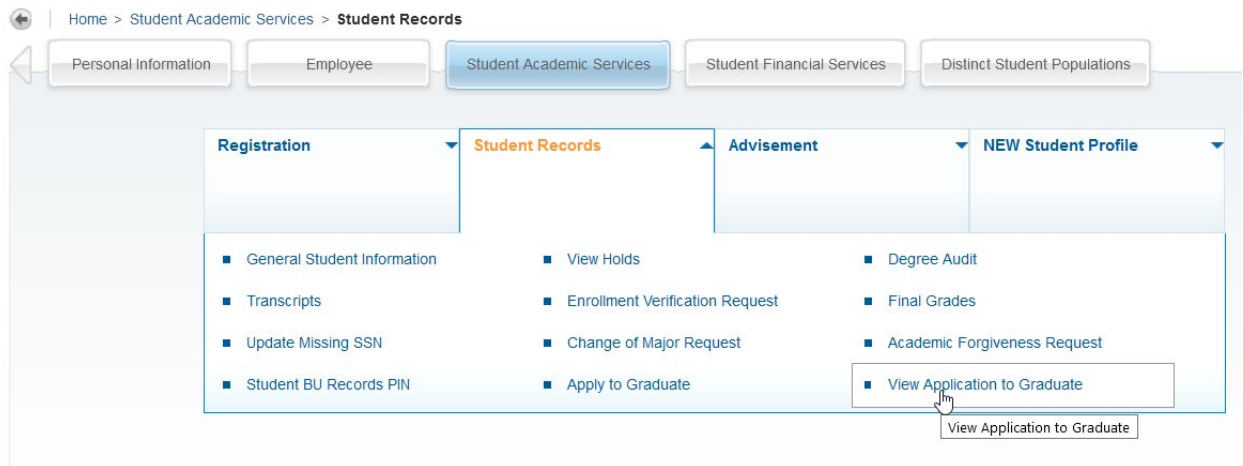 Home > Student Academic Services > Student Records
Personal Information
Employee
Student Academic Services
Student Financial Services
Distinct Student Populations
Registration
Student Records
Advisement
NEW Student Profile
General Student Information
View Holds
Degree Audit
Transcripts
Enrollment Verification Request
Final Grades
Update Missing SSN
Change of Major Request
Academic Forgiveness Request
Student BU Records PIN
Apply to Graduate
View Application to Graduate
View Application to Graduate